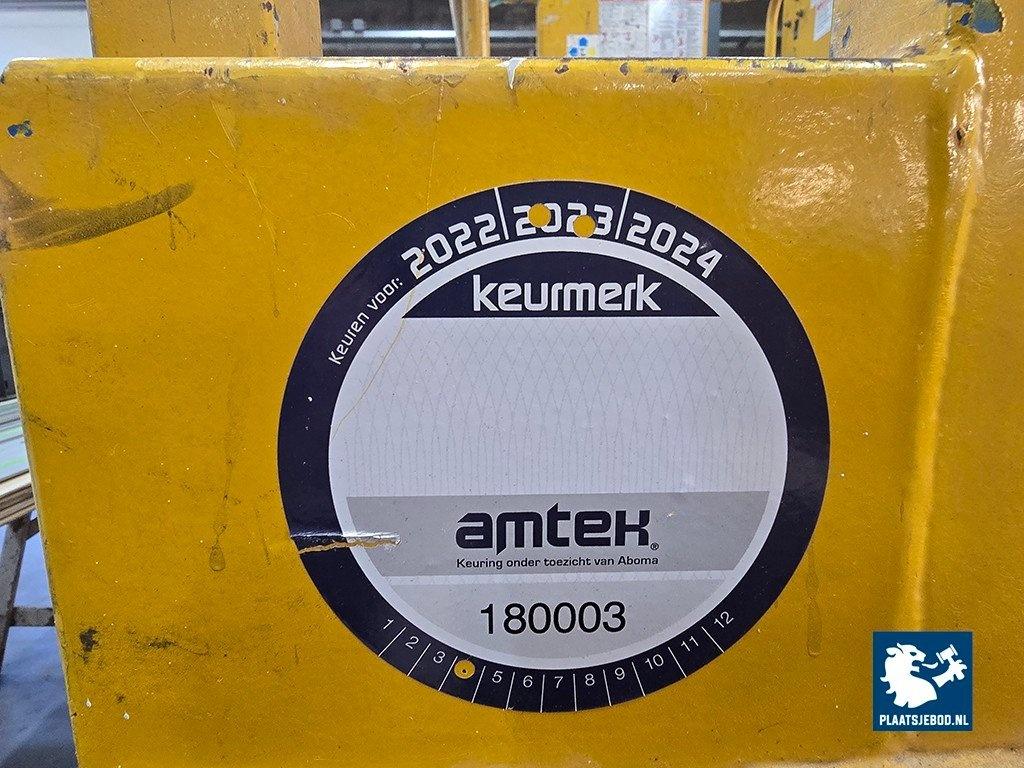 Keuren voor: 2022 2023 2024
keurmerk
amtek®
Keuring onder toezicht van Aboma
180003
1 2 3 5 6 7 8 9 10 11 12
PLAATSJEBOD.NL